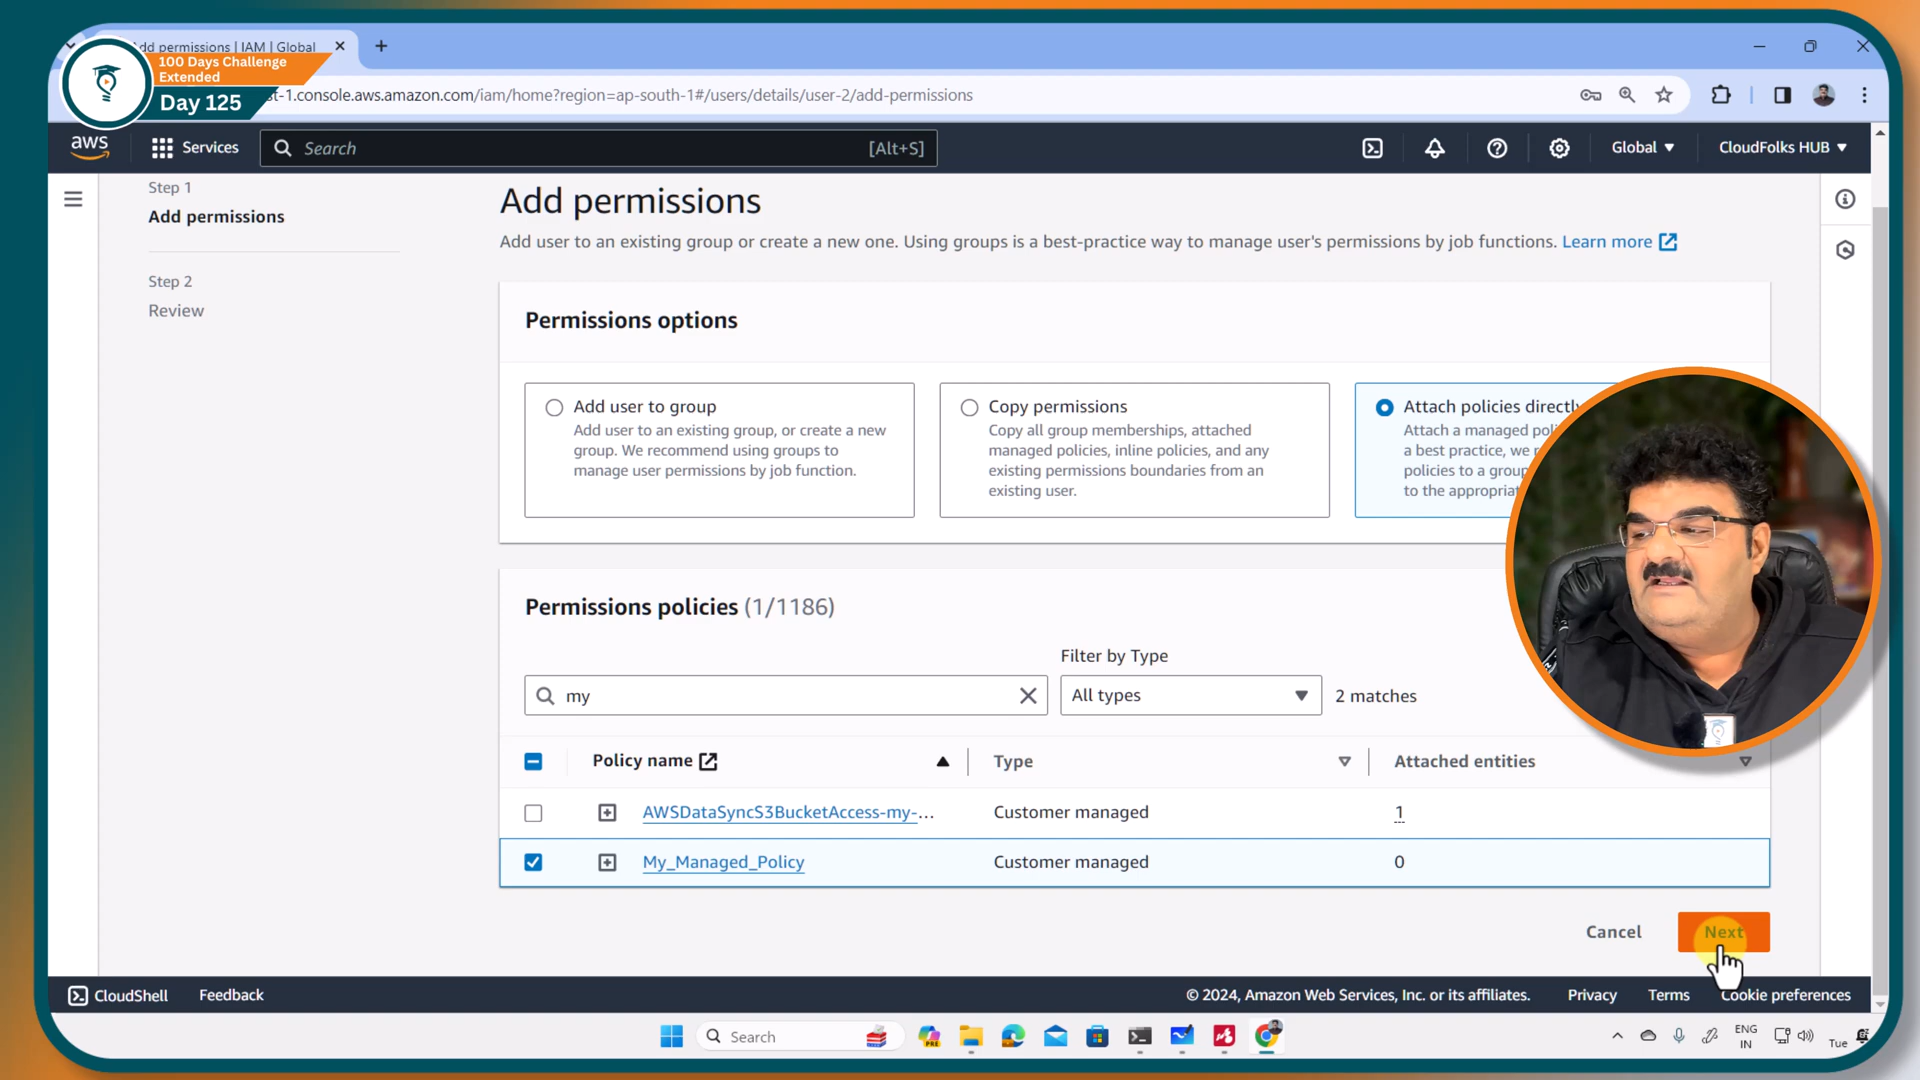 Add permissions | IAM | Global
100 Days Challenge
Extended
Day 125
st-1.console.aws.amazon.com/iam/home?region=ap-south-1#/users/details/user-2/add-permissions
aws
Services
Search
[Alt+S]
Global
CloudFolks HUB
Step 1
Add permissions
Step 2
Review
Add permissions
Add user to an existing group or create a new one. Using groups is a best-practice way to manage user's permissions by job functions. Learn more
Permissions options
Add user to group
Add user to an existing group, or create a new
group. We recommend using groups to
manage user permissions by job function.
Copy permissions
Copy all group memberships, attached
managed policies, inline policies, and any
existing permissions boundaries from an
existing user.
Attach policies directly
Attach a managed
a best practice, we
policies to a group
to the
Permissions policies (1/1186)
Filter by Type
my
All types
2 matches
Policy name
Type
Attached entities
AWSDataSyncS3BucketAccess-my-...
Customer managed
1
My_Managed_Policy
Customer managed
0
Cancel
Next
CloudShell
Feedback
© 2024, Amazon Web Services, Inc. or its affiliates.
Privacy
Terms
Cookie preferences
Search
PRE
ENG
IN
Tue